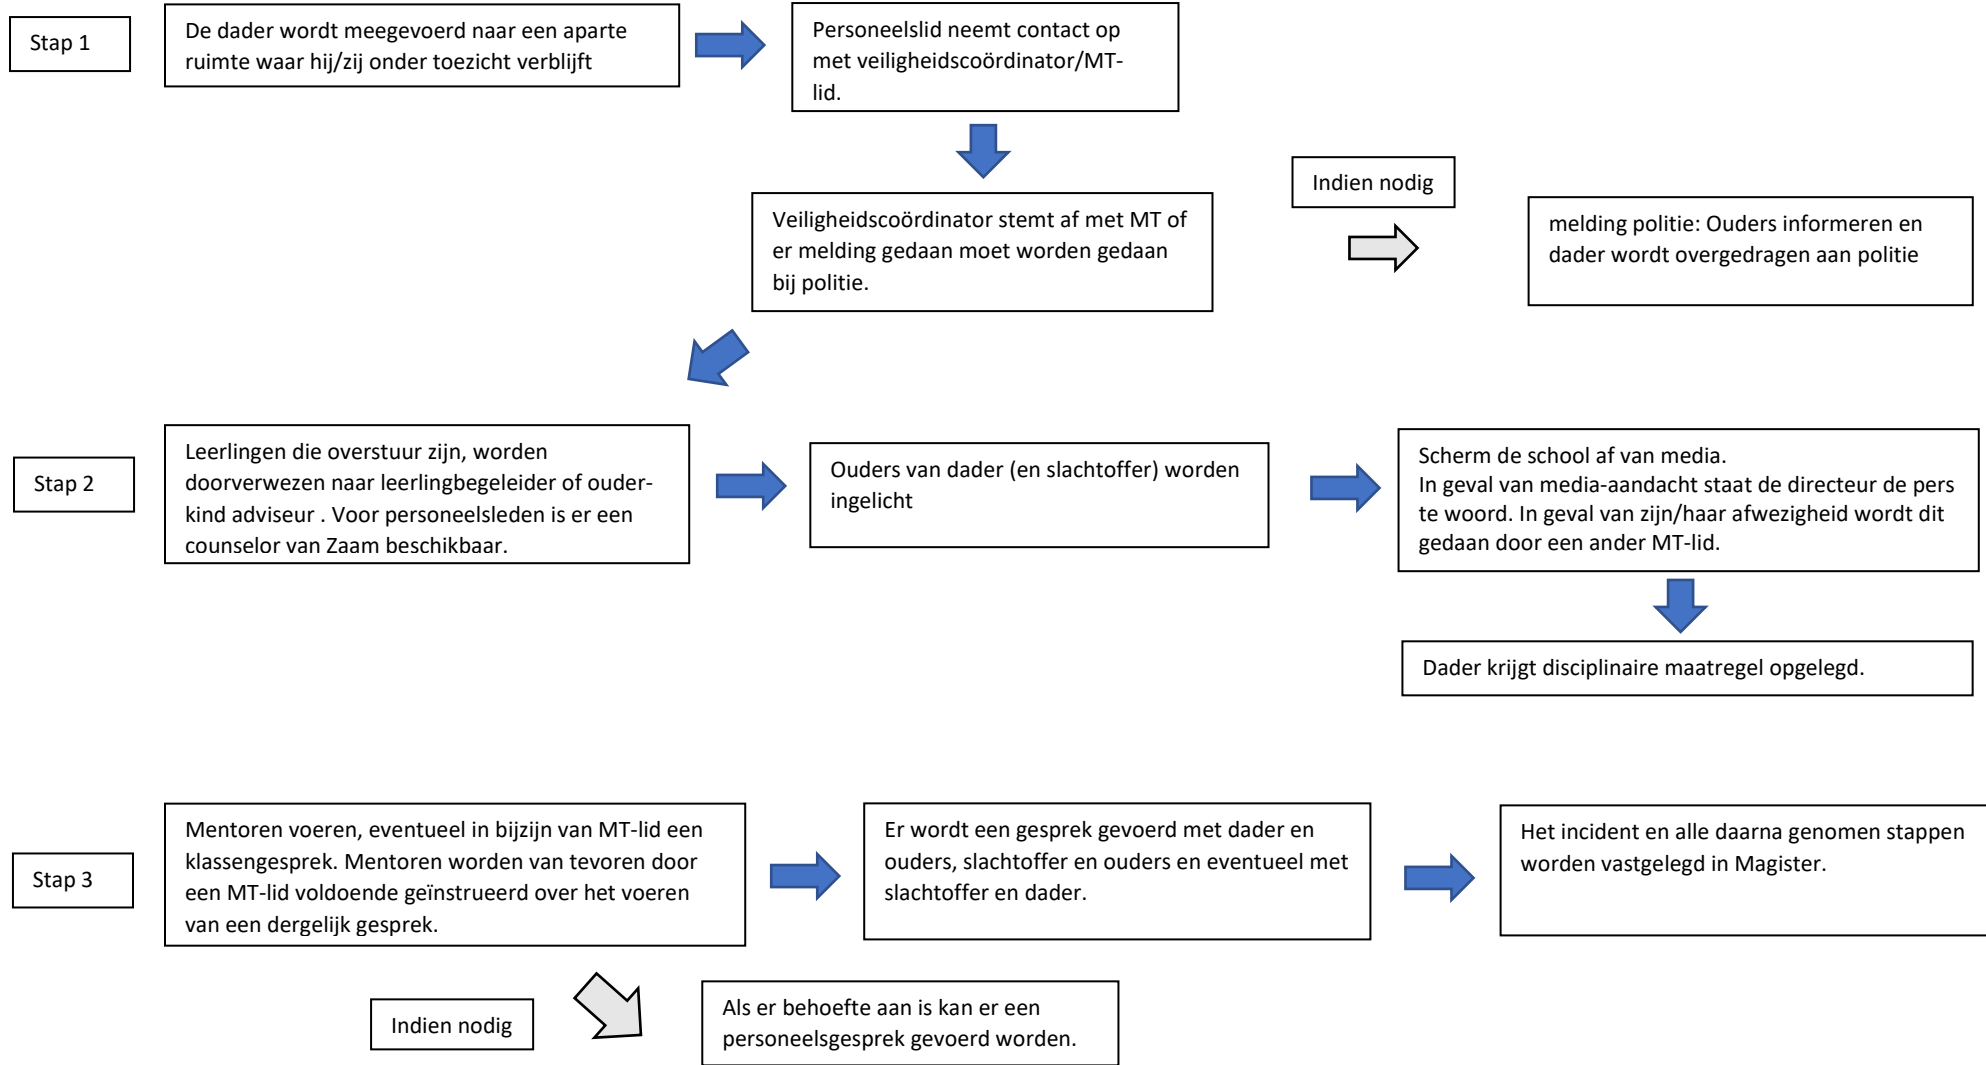 Stap 1
De dader wordt meegevoerd naar een aparte
ruimte waar hij/zij onder toezicht verblijft
Personeelslid neemt contact op
met veiligheidscoördinator/MT-
lid.
Veiligheidscoördinator stemt af met MT of
er melding gedaan moet worden gedaan
bij politie.
Indien nodig
melding politie: Ouders informeren en
dader wordt overgedragen aan politie
Stap 2
Leerlingen die overstuur zijn, worden
doorverwezen naar leerlingbegeleider of ouder-
kind adviseur . Voor personeelsleden is er een
counselor van Zaam beschikbaar.
Ouders van dader (en slachtoffer) worden
ingelicht
Scherm de school af van media.
In geval van media-aandacht staat de directeur de pers
te woord. In geval van zijn/haar afwezigheid wordt dit
gedaan door een ander MT-lid.
Dader krijgt disciplinaire maatregel opgelegd.
Stap 3
Mentoren voeren, eventueel in bijzijn van MT-lid een
klassengesprek. Mentoren worden van tevoren door
een MT-lid voldoende geïnstrueerd over het voeren
van een dergelijk gesprek.
Er wordt een gesprek gevoerd met dader en
ouders, slachtoffer en ouders en eventueel met
slachtoffer en dader.
Het incident en alle daarna genomen stappen
worden vastgelegd in Magister.
Indien nodig
Als er behoefte aan is kan er een
personeelsgesprek gevoerd worden.